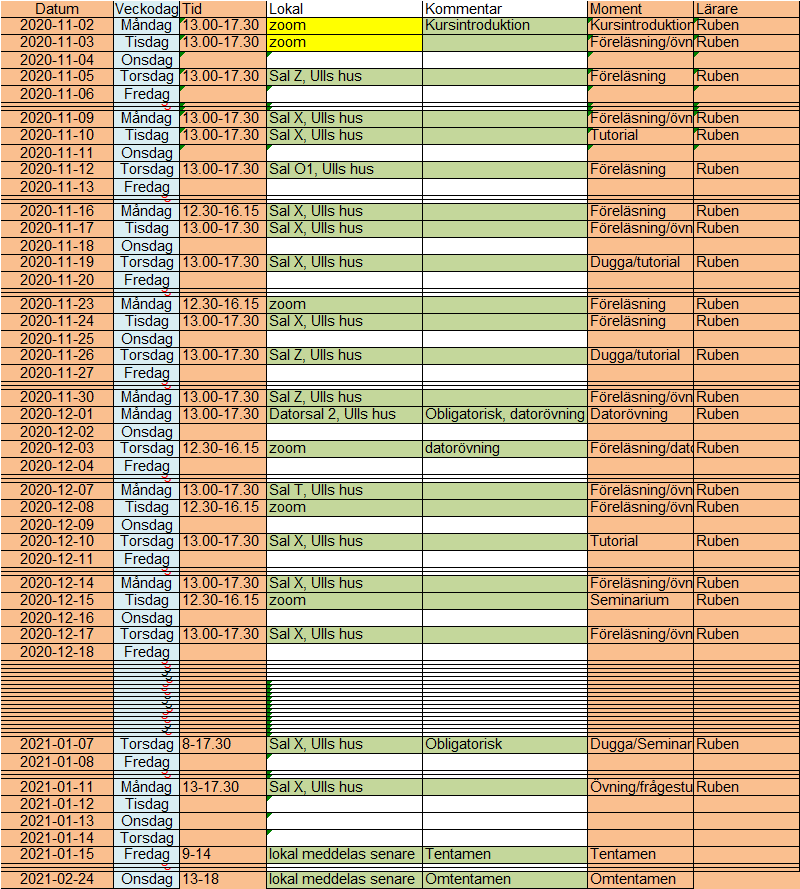 Datum Veckodag Tid Lokal Kommentar Moment Lärare
2020-11-02 Måndag 13.00-17.30 zoom Kursintroduktion Kursintroduktion Ruben
2020-11-03 Tisdag 13.00-17.30 zoom Föreläsning/övn Ruben
2020-11-04 Onsdag
2020-11-05 Torsdag 13.00-17.30 Sal Z, Ulls hus Föreläsning Ruben
2020-11-06 Fredag
2020-11-09 Måndag 13.00-17.30 Sal X, Ulls hus Föreläsning/övn Ruben
2020-11-10 Tisdag 13.00-17.30 Sal X, Ulls hus Tutorial Ruben
2020-11-11 Onsdag
2020-11-12 Torsdag 13.00-17.30 Sal O1, Ulls hus Föreläsning Ruben
2020-11-13 Fredag
2020-11-16 Måndag 12.30-16.15 Sal X, Ulls hus Föreläsning Ruben
2020-11-17 Tisdag 13.00-17.30 Sal X, Ulls hus Föreläsning/övn Ruben
2020-11-18 Onsdag
2020-11-19 Torsdag 13.00-17.30 Sal X, Ulls hus Dugga/tutorial Ruben
2020-11-20 Fredag
2020-11-23 Måndag 12.30-16.15 zoom Föreläsning Ruben
2020-11-24 Tisdag 13.00-17.30 Sal X, Ulls hus Föreläsning Ruben
2020-11-25 Onsdag
2020-11-26 Torsdag 13.00-17.30 Sal Z, Ulls hus Dugga/tutorial Ruben
2020-11-27 Fredag
2020-11-30 Måndag 13.00-17.30 Sal Z, Ulls hus Föreläsning/övn Ruben
2020-12-01 Måndag 13.00-17.30 Datorsal 2, Ulls hus Obligatorisk, datorövning Datorövning Ruben
2020-12-02 Onsdag
2020-12-03 Torsdag 12.30-16.15 zoom datorövning Föreläsning/dato Ruben
2020-12-04 Fredag
2020-12-07 Måndag 13.00-17.30 Sal T, Ulls hus Föreläsning/övn Ruben
2020-12-08 Tisdag 12.30-16.15 zoom Föreläsning/övn Ruben
2020-12-09 Onsdag
2020-12-10 Torsdag 13.00-17.30 Sal X, Ulls hus Tutorial Ruben
2020-12-11 Fredag
2020-12-14 Måndag 13.00-17.30 Sal X, Ulls hus Föreläsning/övn Ruben
2020-12-15 Tisdag 12.30-16.15 zoom Seminarium Ruben
2020-12-16 Onsdag
2020-12-17 Torsdag 13.00-17.30 Sal X, Ulls hus Föreläsning/övn Ruben
2020-12-18 Fredag
2021-01-07 Torsdag 8-17.30 Sal X, Ulls hus Obligatorisk Dugga/Seminar Ruben
2021-01-08 Fredag
2021-01-11 Måndag 13-17.30 Sal X, Ulls hus Övning/frågestu Ruben
2021-01-12 Tisdag
2021-01-13 Onsdag
2021-01-14 Torsdag
2021-01-15 Fredag 9-14 lokal meddelas senare Tentamen Tentamen
2021-02-24 Onsdag 13-18 lokal meddelas senare Omtentamen Omtentamen